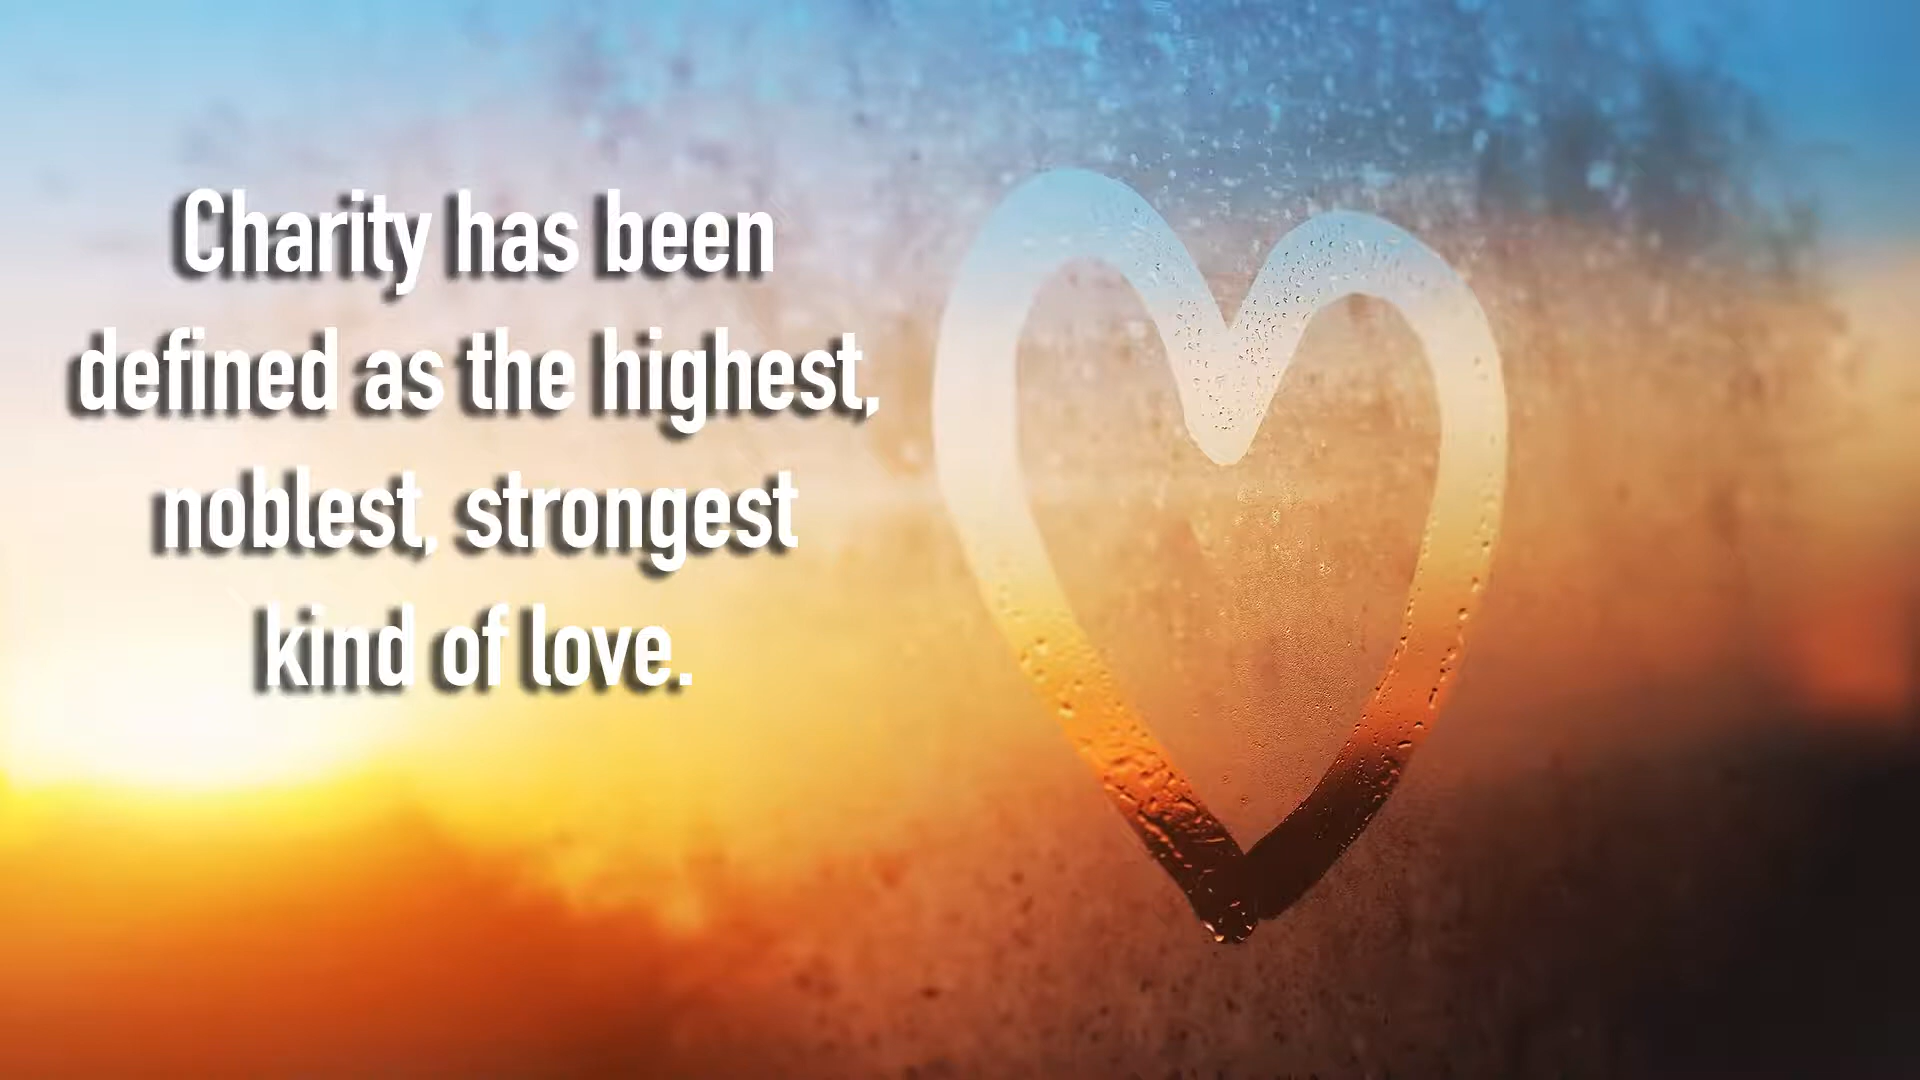 Charity has been
defined as the highest,
noblest, strongest
kind of love.